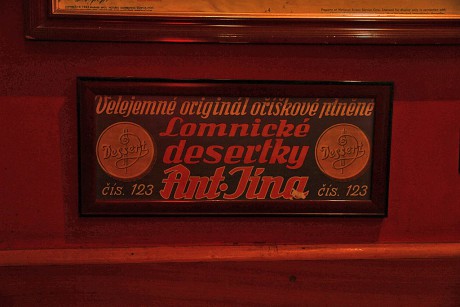 Velejemné originál oříškové plněné
Lomnické
desertky
Ant. Jína
Dessert
čís. 123
Dessert
čís. 123